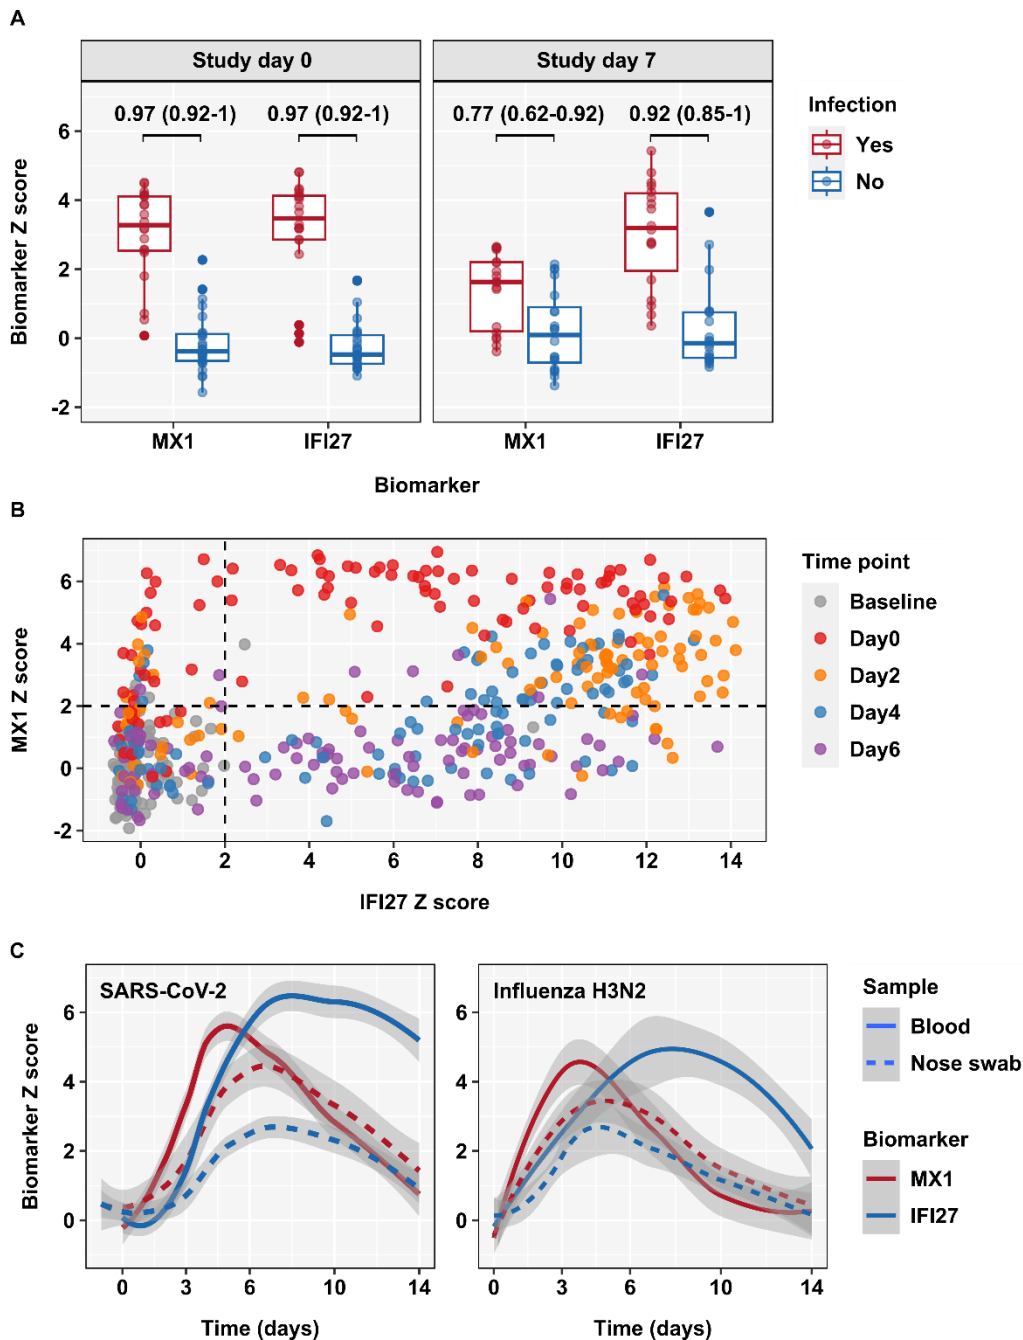 A
Study day 0
Study day 7
0.97 (0.92-1)
0.97 (0.92-1)
0.77 (0.62-0.92)
0.92 (0.85-1)
Infection
Yes
No
Biomarker Z score
6
4
2
0
-2
MX1
IFI27
MX1
IFI27
Biomarker
B
MX1 Z score
6
4
2
0
-2
0
2
4
6
8
10
12
14
IFI27 Z score
Time point
Baseline
Day0
Day2
Day4
Day6
C
SARS-CoV-2
Influenza H3N2
Biomarker Z score
6
4
2
0
0
3
6
10
14
Time (days)
6
4
2
0
0
3
6
10
14
Time (days)
Sample
Blood
Nose swab
Biomarker
MX1
IFI27